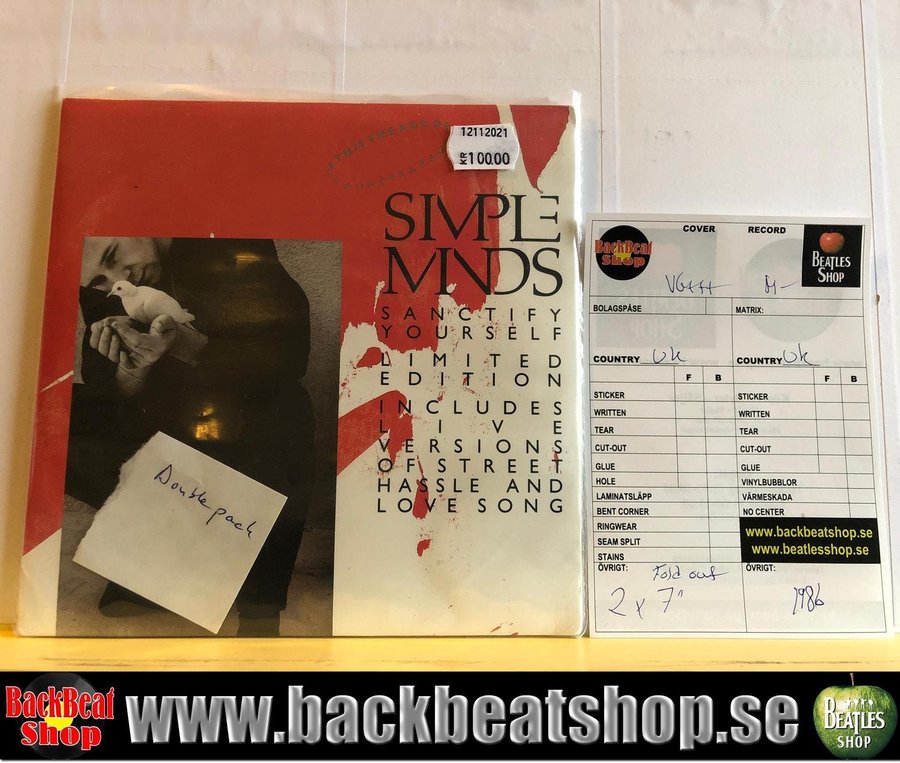 12112021
KR 100.00
SIMPLE
MINDS
SANCTIFY
YOURSELF
LIMITED
EDITION
INCLUDES
LIVE
VERSIONS
OF STREET
HASSLE AND
LOVE SONG
Double pack
COVER RECORD
BackBeat
Shop
BEATLES
SHOP
VG+++ M-
BOLAGSPÅSE MATRIX:
COUNTRY UK COUNTRY UK
F B F B
STICKER STICKER
WRITTEN WRITTEN
TEAR TEAR
CUT-OUT CUT-OUT
GLUE GLUE
HOLE VINYLBUBBLOR
LAMINATSLÄPP VÄRMESKADA
BENT CORNER NO CENTER
RINGWEAR
SEAM SPLIT
STAINS
www.backbeatshop.se
www.beatlesshop.se
ÖVRIGT: ÖVRIGT:
Fold out
2 x 7" 1986
BackBeat
Shop
www.backbeatshop.se
BEATLES
SHOP